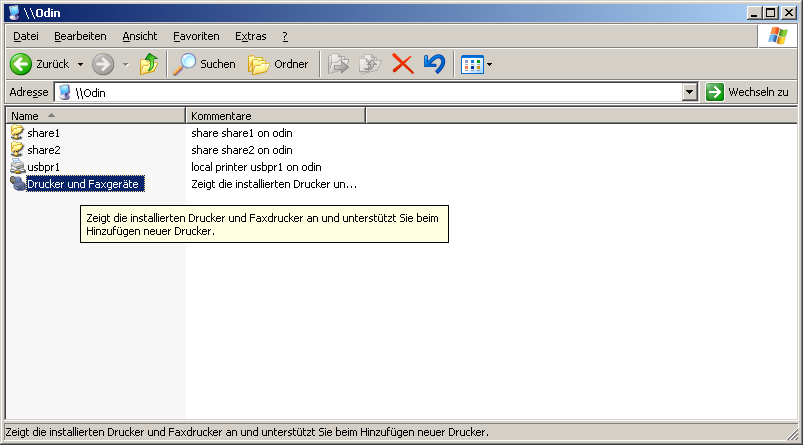 \\Odin
Datei Bearbeiten Ansicht Favoriten Extras ?
Zurück Suchen Ordner
Adresse \\Odin Wechseln zu
Name Kommentare
share1 share share1 on odin
share2 share share2 on odin
usbpr1 local printer usbpr1 on odin
Drucker und Faxgeräte Zeigt die installierten Drucker un...
Zeigt die installierten Drucker und Faxdrucker an und unterstützt Sie beim
Hinzufügen neuer Drucker.
Zeigt die installierten Drucker und Faxdrucker an und unterstützt Sie beim Hinzufügen neuer Drucker.